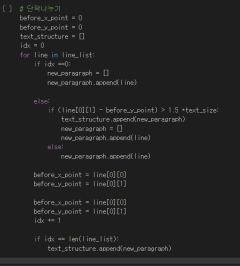 [ ] # 단락나누기
before_x_point = 0
before_y_point = 0
text_structure = []
idx = 0
for line in line_list:
    if idx ==0:
        new_paragraph = []
        new_paragraph.append(line)

    else:
        if (line[0][1] - before_y_point) > 1.5 *text_size:
            text_structure.append(new_paragraph)
            new_paragraph = []
            new_paragraph.append(line)
        else:
            new_paragraph.append(line)

    before_x_point = line[0][0]
    before_y_point = line[0][1]

    before_x_point = line[0][0]
    before_y_point = line[0][1]
    idx += 1

    if idx == len(line_list):
        text_structure.append(new_paragraph)